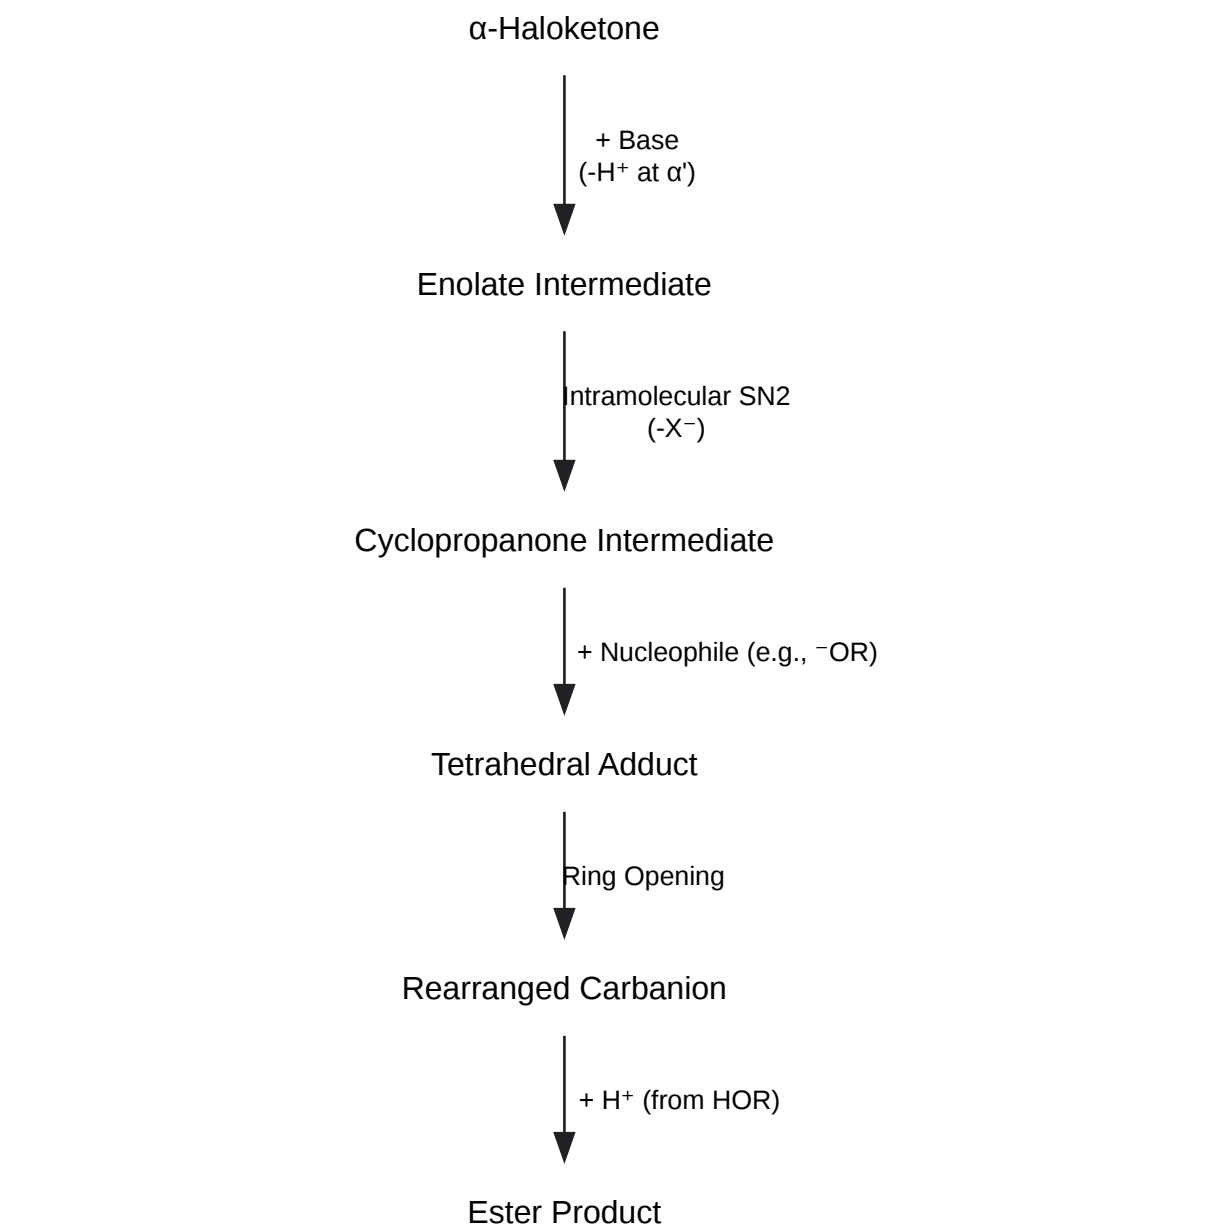 α-Haloketone
+ Base
(-H⁺ at α')
Enolate Intermediate
Intramolecular SN2
(-X⁻)
Cyclopropanone Intermediate
+ Nucleophile (e.g., ⁻OR)
Tetrahedral Adduct
Ring Opening
Rearranged Carbanion
+ H⁺ (from HOR)
Ester Product